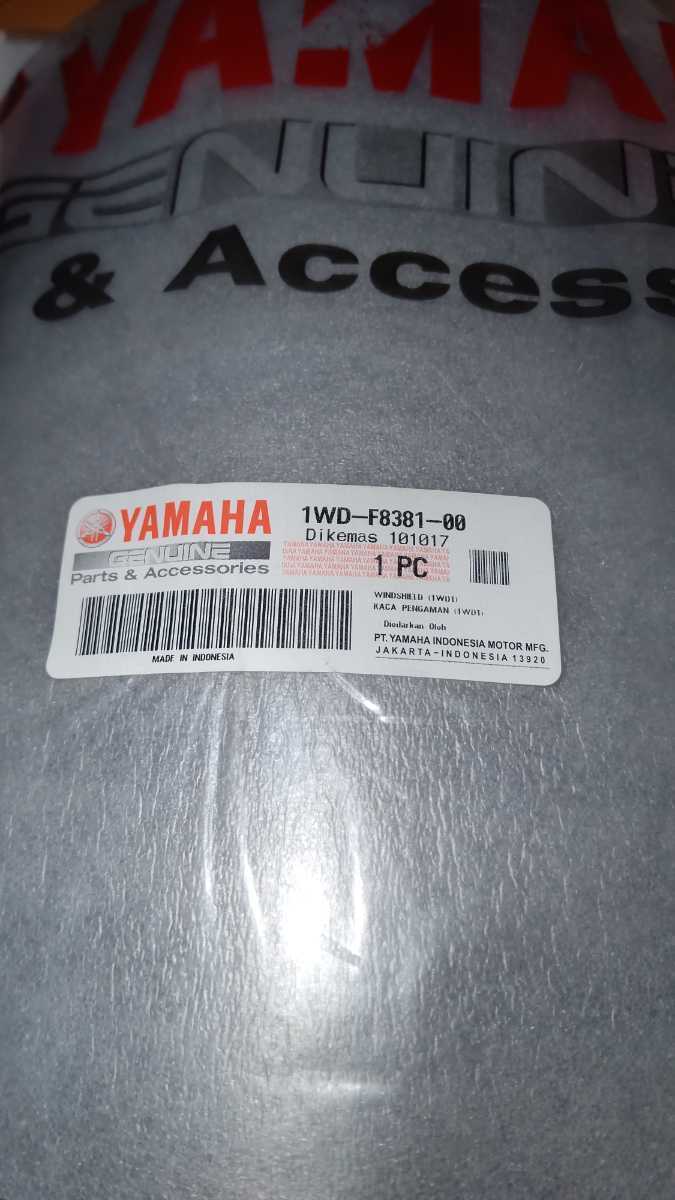 YAMA
GENUINE
& Access
YAMAHA
GENUINE
Parts & Accessories
1WD-F8381-00
Dikemas 101017
1 PC
WINDSHIELD (1WD1)
KACA PENGAMAN (1WD1)
Diedarkan Oleh
PT. YAMAHA INDONESIA MOTOR MFG.
JAKARTA-INDONESIA 13920
MADE IN INDONESIA